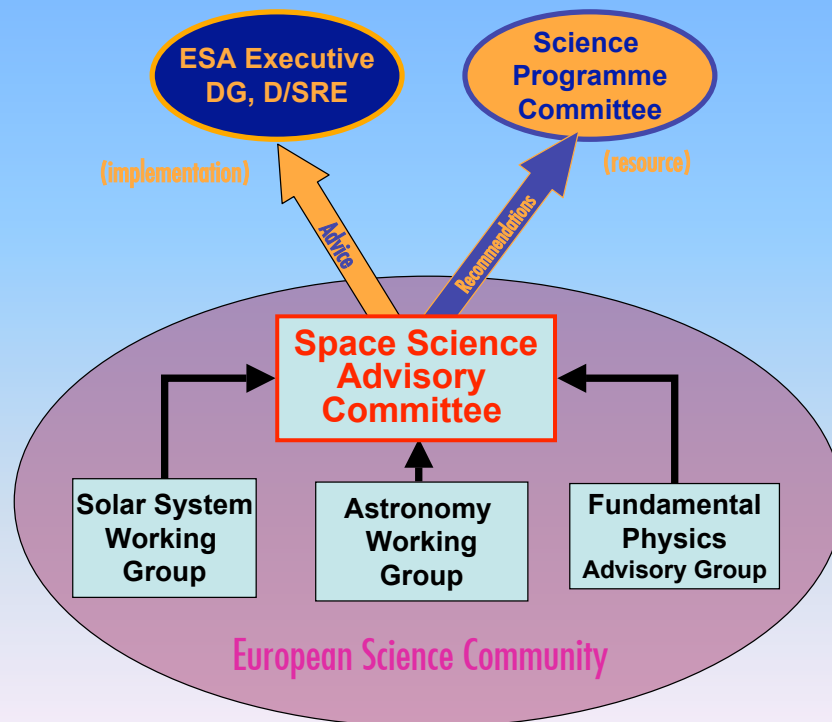 ESA Executive
DG, D/SRE
Science
Programme
Committee
(implementation)
(resource)
Advice
Recommendations
Space Science
Advisory
Committee
Solar System
Working
Group
Astronomy
Working
Group
Fundamental
Physics
Advisory Group
European Science Community